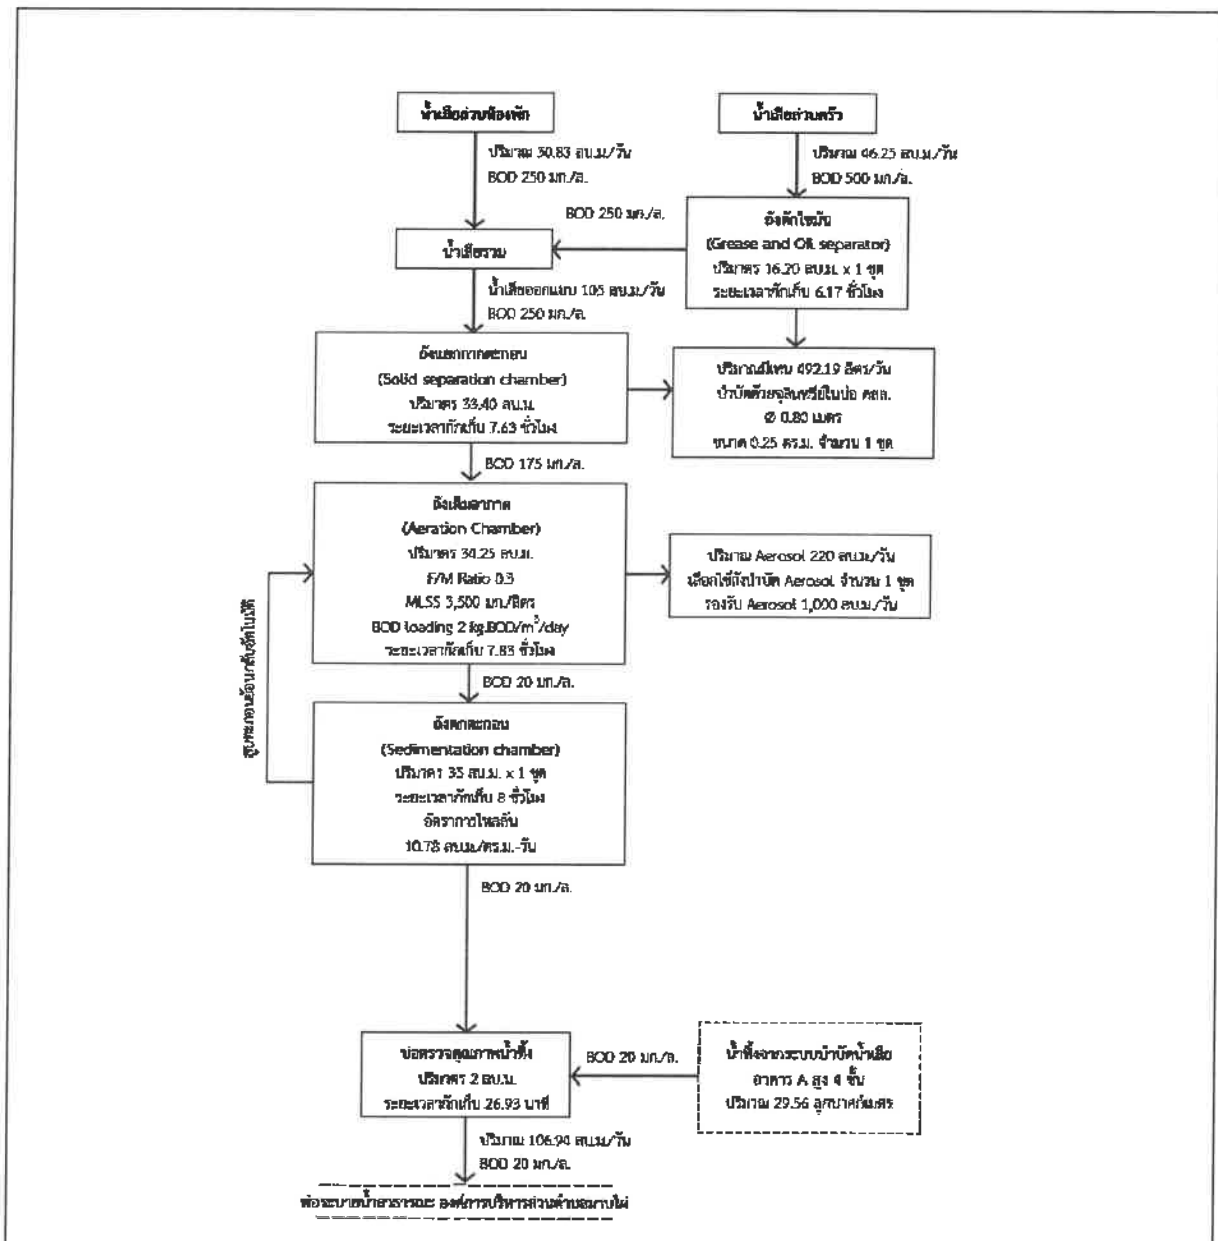 น้ำเสียส่วนห้องพัก
น้ำเสียส่วนครัว
ปริมาณ 30.83 ลบ.ม./วัน
BOD 250 มก./ล.
ปริมาณ 46.25 ลบ.ม./วัน
BOD 500 มก./ล.
BOD 250 มก./ล.
ถังดักไขมัน
(Grease and Oil separator)
ปริมาตร 16.20 ลบ.ม. x 1 ชุด
ระยะเวลากักเก็บ 6.17 ชั่วโมง
น้ำเสียรวม
น้ำเสียออกแบบ 105 ลบ.ม./วัน
BOD 250 มก./ล.
ถังแยกกากตะกอน
(Solid separation chamber)
ปริมาตร 33.40 ลบ.ม.
ระยะเวลากักเก็บ 7.63 ชั่วโมง
ปริมาณมีเทน 492.19 ลิตร/วัน
บำบัดด้วยจุลินทรีย์ในบ่อ คสล.
Ø 0.80 เมตร
ขนาด 0.25 ตร.ม. จำนวน 1 ชุด
BOD 175 มก./ล.
ถังเติมอากาศ
(Aeration Chamber)
ปริมาตร 34.25 ลบ.ม.
F/M Ratio 0.3
MLSS 3,500 มก./ลิตร
BOD loading 2 kg.BOD/m³/day
ระยะเวลากักเก็บ 7.83 ชั่วโมง
ปริมาณ Aerosol 220 ลบ.ม./วัน
เลือกใช้ถังบำบัด Aerosol จำนวน 1 ชุด
รองรับ Aerosol 1,000 ลบ.ม./วัน
สูบตะกอนย้อนกลับอัตโนมัติ
BOD 20 มก./ล.
ถังตกตะกอน
(Sedimentation chamber)
ปริมาตร 35 ลบ.ม. x 1 ชุด
ระยะเวลากักเก็บ 8 ชั่วโมง
อัตราการไหลล้น
10.78 ลบ.ม./ตร.ม.-วัน
BOD 20 มก./ล.
บ่อตรวจคุณภาพน้ำทิ้ง
ปริมาตร 2 ลบ.ม.
ระยะเวลากักเก็บ 26.93 นาที
BOD 20 มก./ล.
น้ำทิ้งจากระบบบำบัดน้ำเสีย
อาคาร A สูง 4 ชั้น
ปริมาณ 29.56 ลูกบาศก์เมตร
ปริมาณ 106.94 ลบ.ม./วัน
BOD 20 มก./ล.
ท่อระบายน้ำสาธารณะ องค์การบริหารส่วนตำบลมาบไผ่